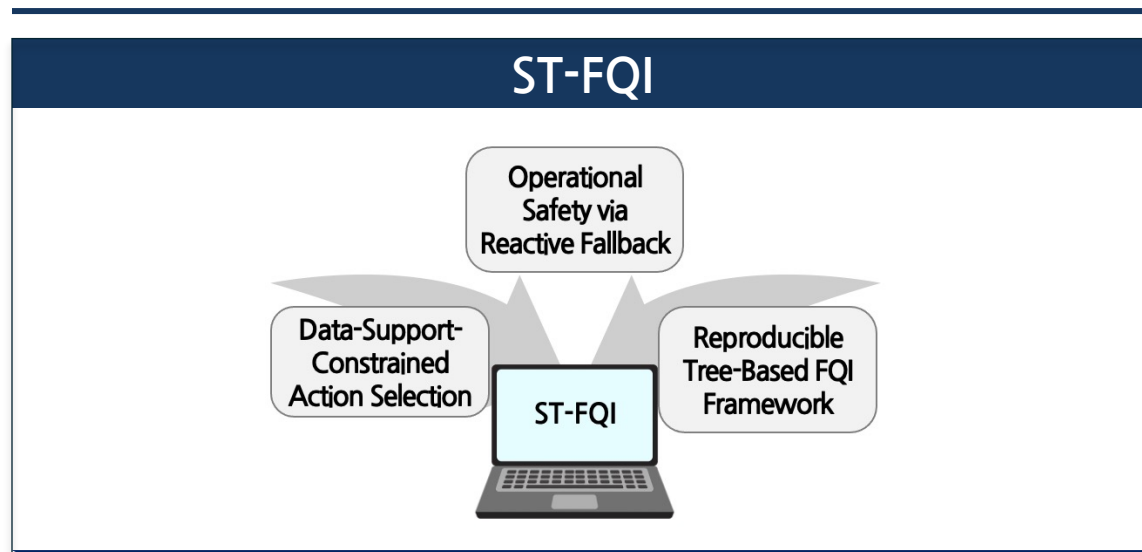 ST-FQI
Operational
Safety via
Reactive Fallback
Data-Support-
Constrained
Action Selection
Reproducible
Tree-Based FQI
Framework
ST-FQI